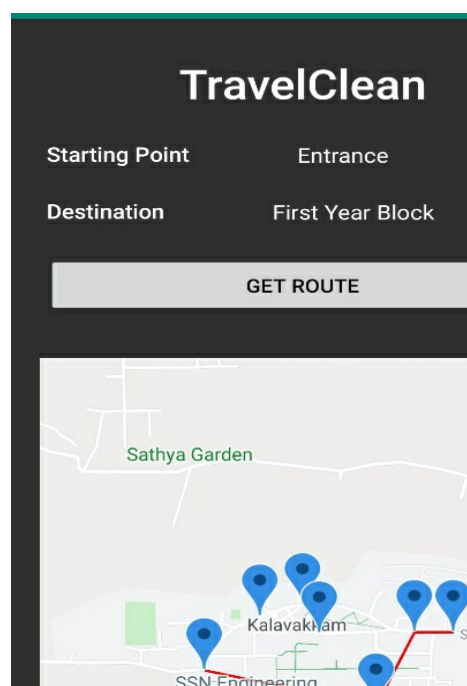 TravelClean
Starting Point Entrance
Destination First Year Block
GET ROUTE
Sathya Garden
Kalavakkam
SSN Engineering